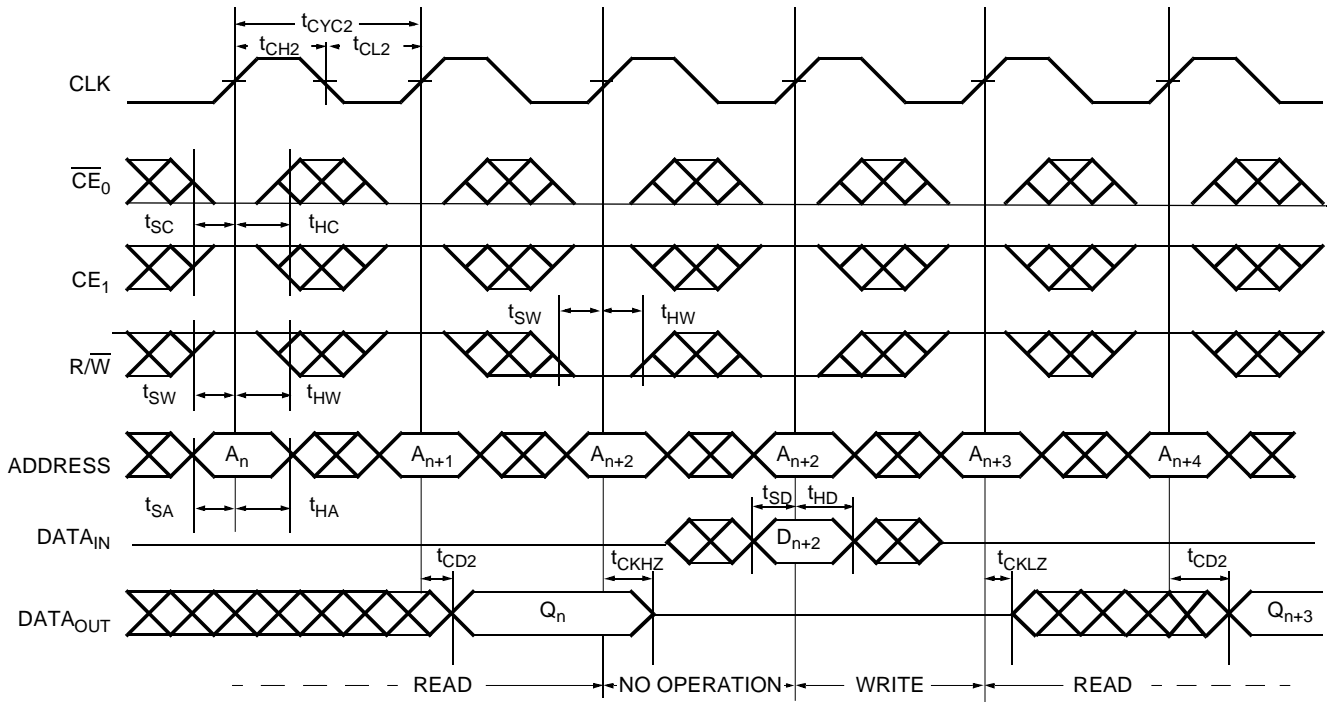 tCYC2
tCH2 tCL2
CLK
CE0
tSC tHC
CE1
tSW tHW
R/W
tSW tHW
ADDRESS An An+1 An+2 An+2 An+3 An+4
tSA tHA tSD tHD
DATAIN Dn+2
tCD2 tCKHZ tCKLZ tCD2
DATAOUT Qn Qn+3
READ NO OPERATION WRITE READ